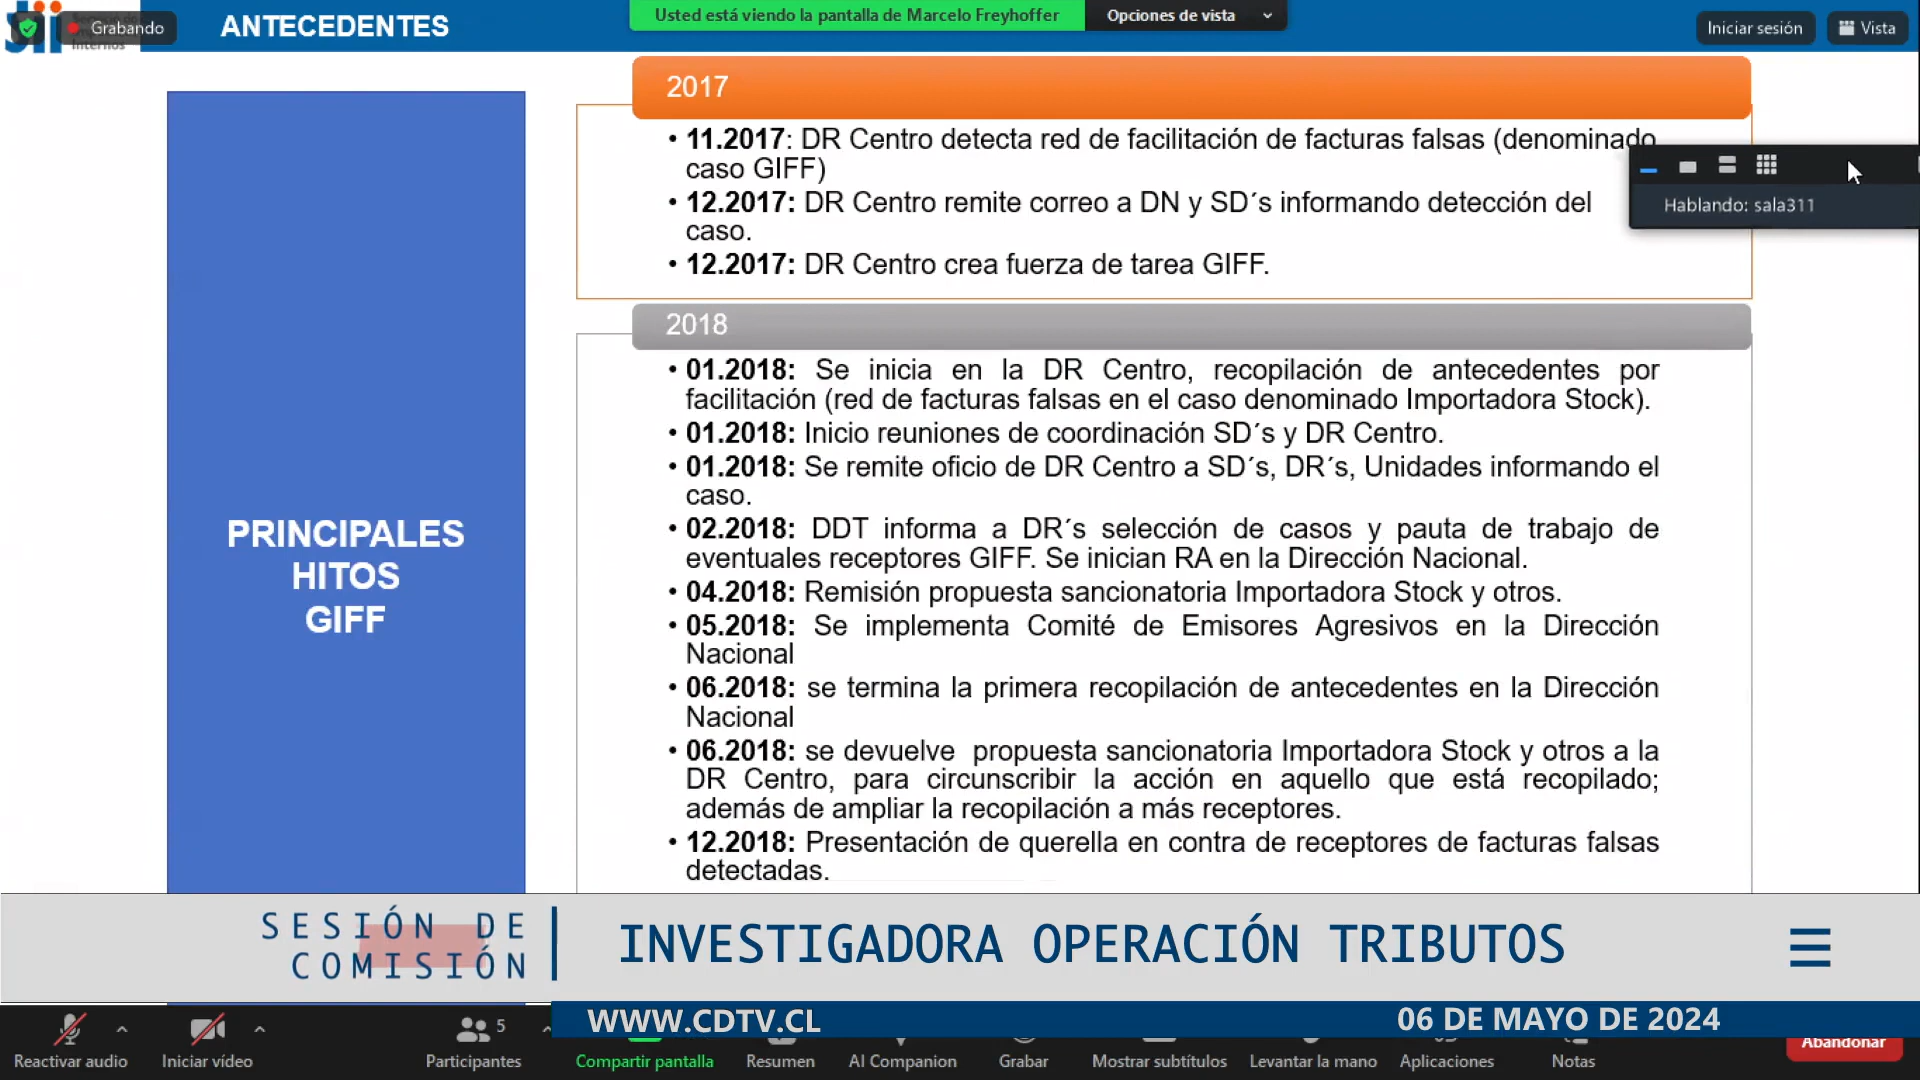 sii
Internos
Grabando
ANTECEDENTES
Usted está viendo la pantalla de Marcelo Freyhoffer
Opciones de vista
Iniciar sesión
Vista
2017
• 11.2017: DR Centro detecta red de facilitación de facturas falsas (denominado
caso GIFF)
• 12.2017: DR Centro remite correo a DN y SD´s informando detección del
caso.
• 12.2017: DR Centro crea fuerza de tarea GIFF.
Hablando: sala311
2018
• 01.2018: Se inicia en la DR Centro, recopilación de antecedentes por
facilitación (red de facturas falsas en el caso denominado Importadora Stock).
• 01.2018: Inicio reuniones de coordinación SD´s y DR Centro.
• 01.2018: Se remite oficio de DR Centro a SD´s, DR´s, Unidades informando el
caso.
• 02.2018: DDT informa a DR´s selección de casos y pauta de trabajo de
eventuales receptores GIFF. Se inician RA en la Dirección Nacional.
• 04.2018: Remisión propuesta sancionatoria Importadora Stock y otros.
• 05.2018: Se implementa Comité de Emisores Agresivos en la Dirección
Nacional
• 06.2018: se termina la primera recopilación de antecedentes en la Dirección
Nacional
• 06.2018: se devuelve propuesta sancionatoria Importadora Stock y otros a la
DR Centro, para circunscribir la acción en aquello que está recopilado;
además de ampliar la recopilación a más receptores.
• 12.2018: Presentación de querella en contra de receptores de facturas falsas
detectadas.
PRINCIPALES
HITOS
GIFF
SESIÓN DE
COMISIÓN
INVESTIGADORA OPERACIÓN TRIBUTOS
WWW.CDTV.CL
06 DE MAYO DE 2024
Reactivar audio
Iniciar vídeo
5
Participantes
Compartir pantalla
Resumen
AI Companion
Grabar
Mostrar subtítulos
Levantar la mano
Aplicaciones
Notas
Abandonar